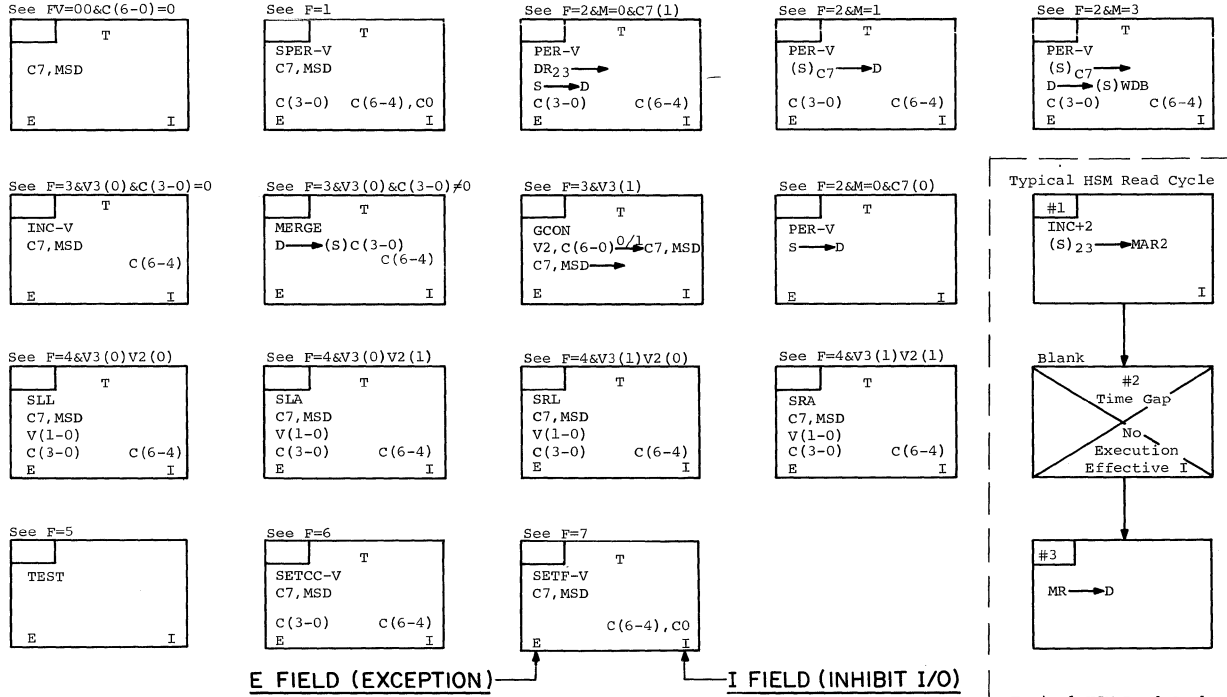 See FV=00&C(6-0)=0
T
C7,MSD
E I
See F=1
T
SPER-V
C7,MSD
C(3-0) C(6-4),C0
E I
See F=2&M=0&C7(1)
T
PER-V
DR23→
S→D
C(3-0) C(6-4)
E I
See F=2&M=1
T
PER-V
(S)C7→D
C(3-0) C(6-4)
E I
See F=2&M=3
T
PER-V
(S)C7→
D→(S)WDB
C(3-0) C(6-4)
E I
See F=3&V3(0)&C(3-0)=0
T
INC-V
C7,MSD
C(6-4)
E I
See F=3&V3(0)&C(3-0)≠0
T
MERGE
D→(S)C(3-0)
C(6-4)
E I
See F=3&V3(1)
T
GCON
V2,C(6-0) 0/1→C7,MSD
C7,MSD→
E I
See F=2&M=0&C7(0)
T
PER-V
S→D
E I
Typical HSM Read Cycle
#1
INC+2
(S)23→MAR2
I
See F=4&V3(0)V2(0)
T
SLL
C7,MSD
V(1-0)
C(3-0) C(6-4)
E I
See F=4&V3(0)V2(1)
T
SLA
C7,MSD
V(1-0)
C(3-0) C(6-4)
E I
See F=4&V3(1)V2(0)
T
SRL
C7,MSD
V(1-0)
C(3-0) C(6-4)
E I
See F=4&V3(1)V2(1)
T
SRA
C7,MSD
V(1-0)
C(3-0) C(6-4)
E I
Blank
#2
Time Gap
No
Execution
Effective I
See F=5
T
TEST
E I
See F=6
T
SETCC-V
C7,MSD
C(3-0) C(6-4)
E I
See F=7
T
SETF-V
C7,MSD
C(6-4),C0
E I
#3
MR→D
E FIELD (EXCEPTION) I FIELD (INHIBIT I/O)